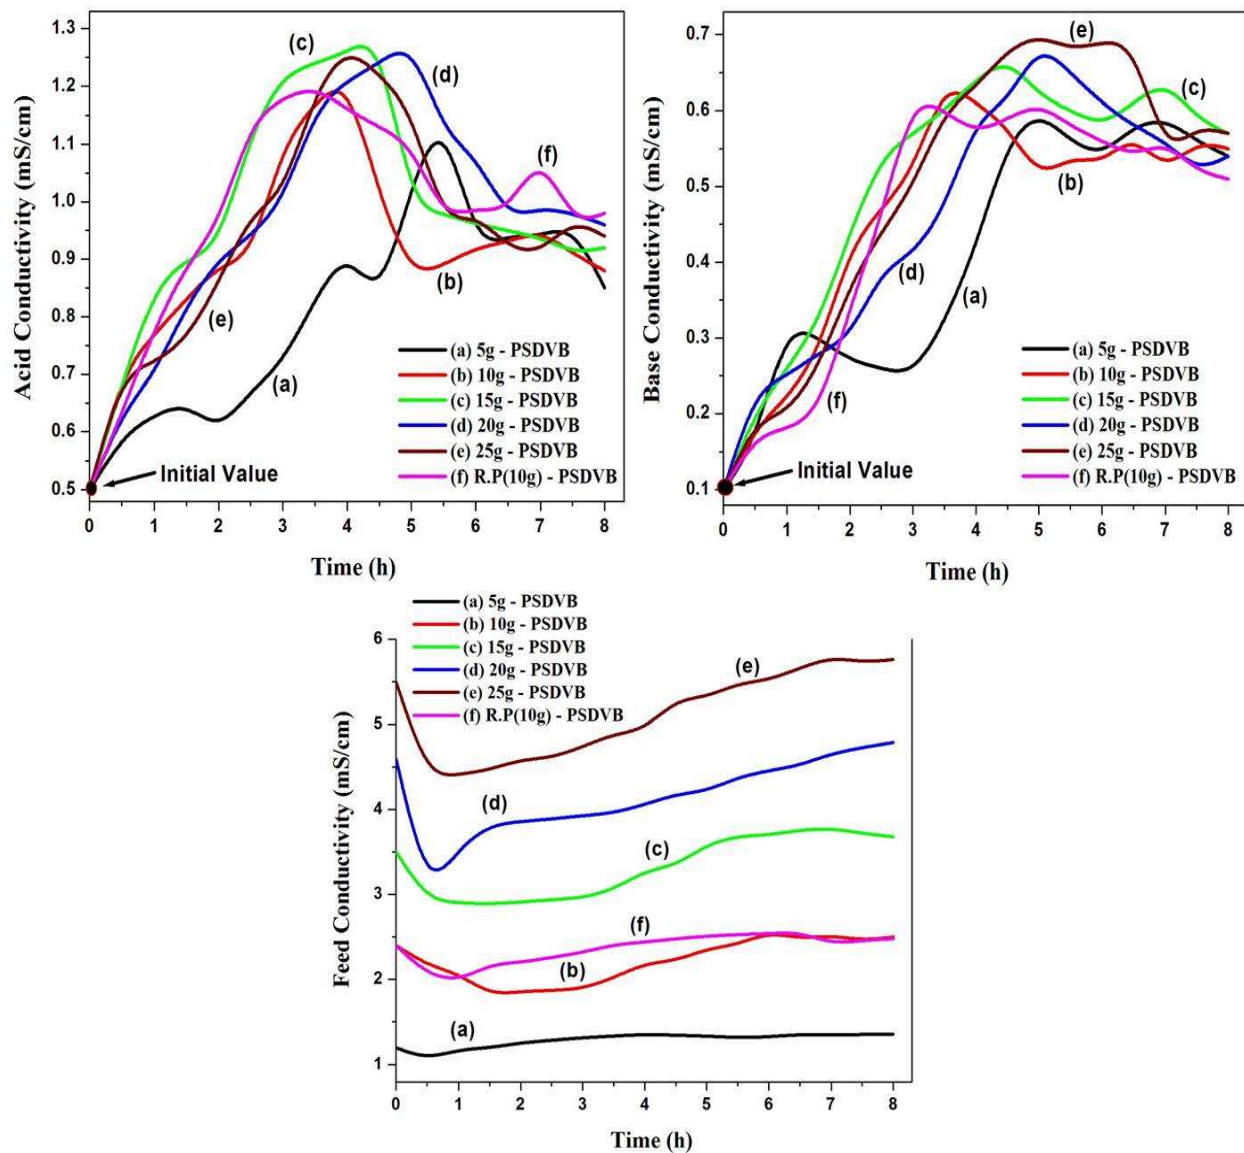 1.3
1.2
1.1
1.0
0.9
0.8
0.7
0.6
0.5
Acid Conductivity (mS/cm)
(c)
(d)
(f)
(e)
(b)
(a)
(a) 5g - PSDVB
(b) 10g - PSDVB
(c) 15g - PSDVB
(d) 20g - PSDVB
(e) 25g - PSDVB
(f) R.P(10g) - PSDVB
Initial Value
0 1 2 3 4 5 6 7 8
Time (h)
0.7
0.6
0.5
0.4
0.3
0.2
0.1
Base Conductivity (mS/cm)
(e)
(c)
(b)
(d)
(a)
(f)
(a) 5g - PSDVB
(b) 10g - PSDVB
(c) 15g - PSDVB
(d) 20g - PSDVB
(e) 25g - PSDVB
(f) R.P(10g) - PSDVB
Initial Value
0 1 2 3 4 5 6 7 8
Time (h)
(a) 5g - PSDVB
(b) 10g - PSDVB
(c) 15g - PSDVB
(d) 20g - PSDVB
(e) 25g - PSDVB
(f) R.P(10g) - PSDVB
6
5
4
3
2
1
Feed Conductivity (mS/cm)
(e)
(d)
(c)
(f)
(b)
(a)
0 1 2 3 4 5 6 7 8
Time (h)